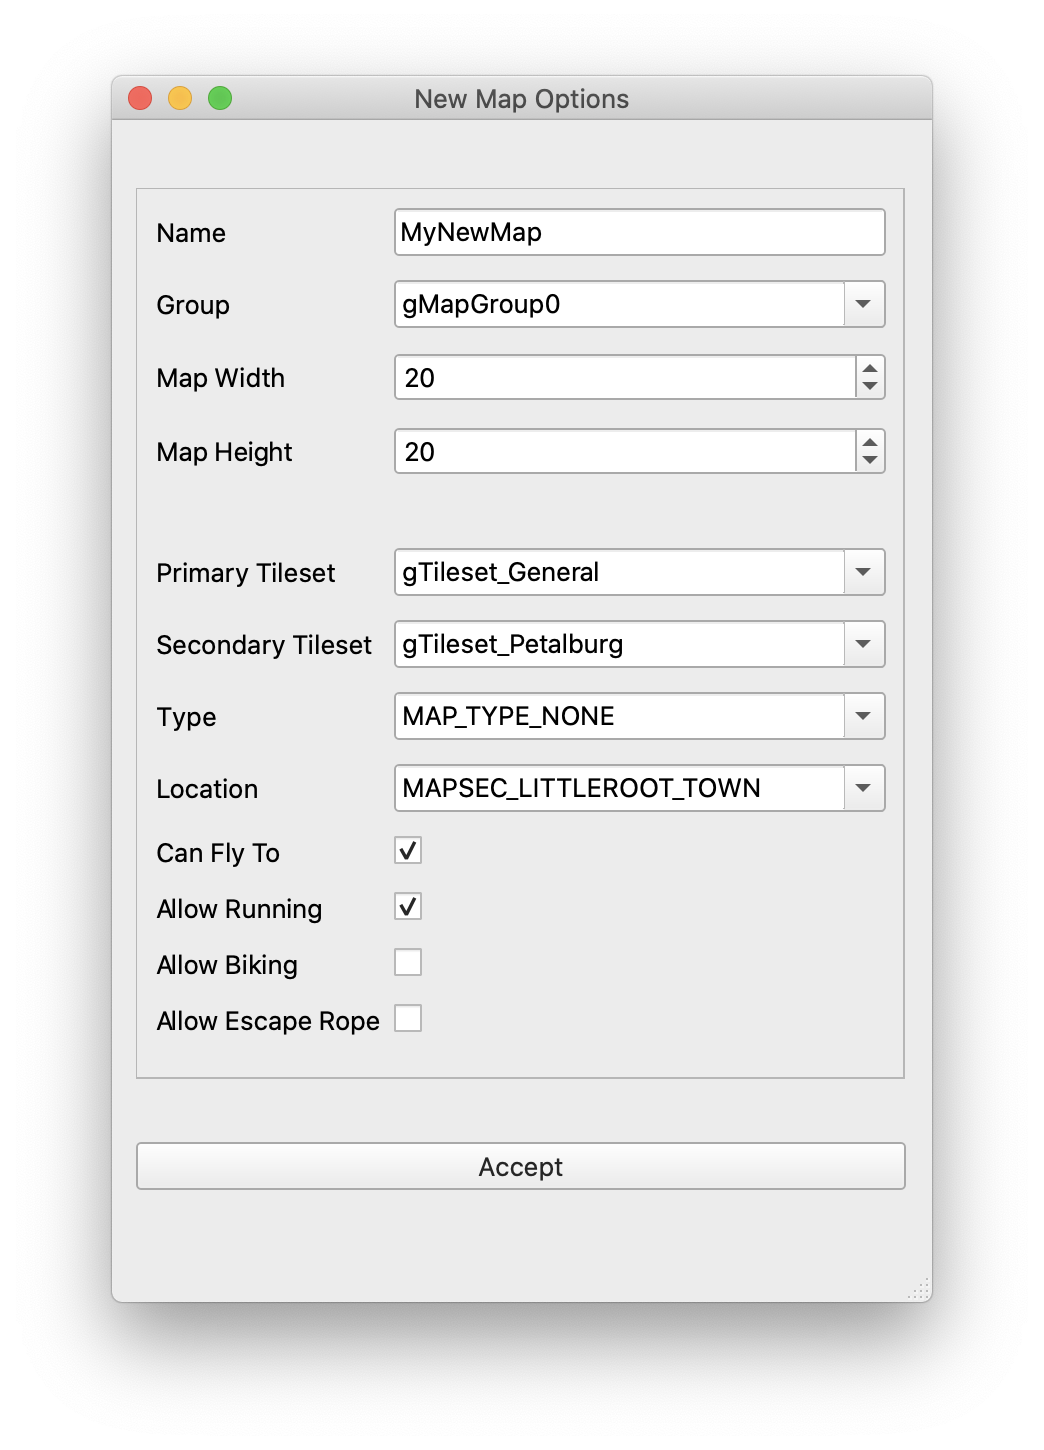 New Map Options
Name MyNewMap
Group gMapGroup0
Map Width 20
Map Height 20
Primary Tileset gTileset_General
Secondary Tileset gTileset_Petalburg
Type MAP_TYPE_NONE
Location MAPSEC_LITTLEROOT_TOWN
Can Fly To
Allow Running
Allow Biking
Allow Escape Rope
Accept